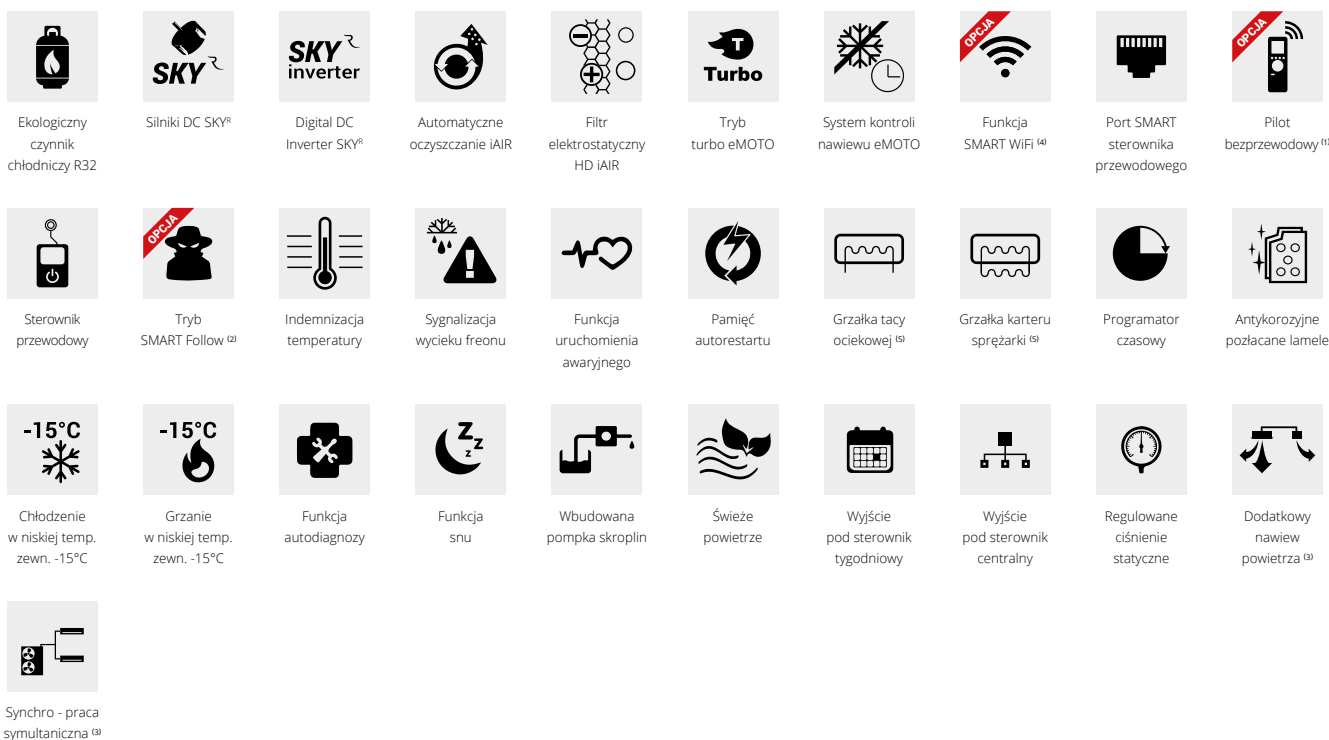 SKY R
SKY R
inverter
T
Turbo
OPCJA
OPCJA
Ekologiczny
czynnik
chłodniczy R32
Silniki DC SKYᴿ
Digital DC
Inverter SKYᴿ
Automatyczne
oczyszczanie iAIR
Filtr
elektrostatyczny
HD iAIR
Tryb
turbo eMOTO
System kontroli
nawiewu eMOTO
Funkcja
SMART WiFi ⁽⁴⁾
Port SMART
sterownika
przewodowego
Pilot
bezprzewodowy ⁽¹⁾
OPCJA
Sterownik
przewodowy
Tryb
SMART Follow ⁽²⁾
Indemnizacja
temperatury
Sygnalizacja
wycieku freonu
Funkcja
uruchomienia
awaryjnego
Pamięć
autorestartu
Grzałka tacy
ociekowej ⁽⁵⁾
Grzałka karteru
sprężarki ⁽⁵⁾
Programator
czasowy
Antykorozyjne
pozłacane lamele
-15°C
-15°C
Z z z
Chłodzenie
w niskiej temp.
zewn. -15°C
Grzanie
w niskiej temp.
zewn. -15°C
Funkcja
autodiagnozy
Funkcja
snu
Wbudowana
pompka skroplin
Świeże
powietrze
Wyjście
pod sterownik
tygodniowy
Wyjście
pod sterownik
centralny
Regulowane
ciśnienie
statyczne
Dodatkowy
nawiew
powietrza ⁽³⁾
Synchro - praca
symultaniczna ⁽³⁾